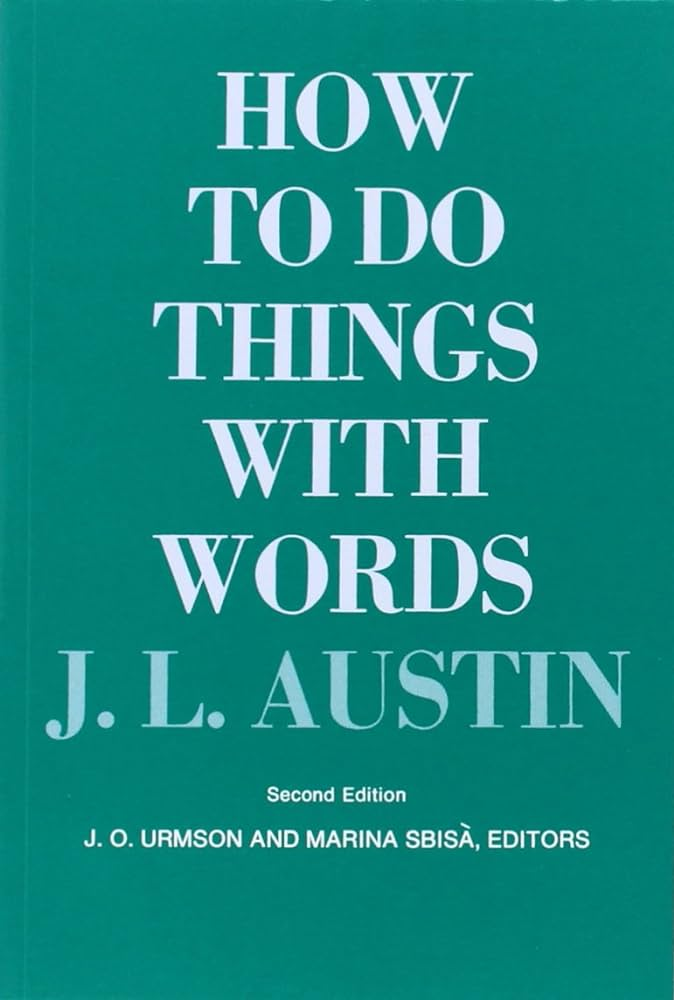 HOW
TO DO
THINGS
WITH
WORDS
J. L. AUSTIN
Second Edition
J. O. URMSON AND MARINA SBISÀ, EDITORS